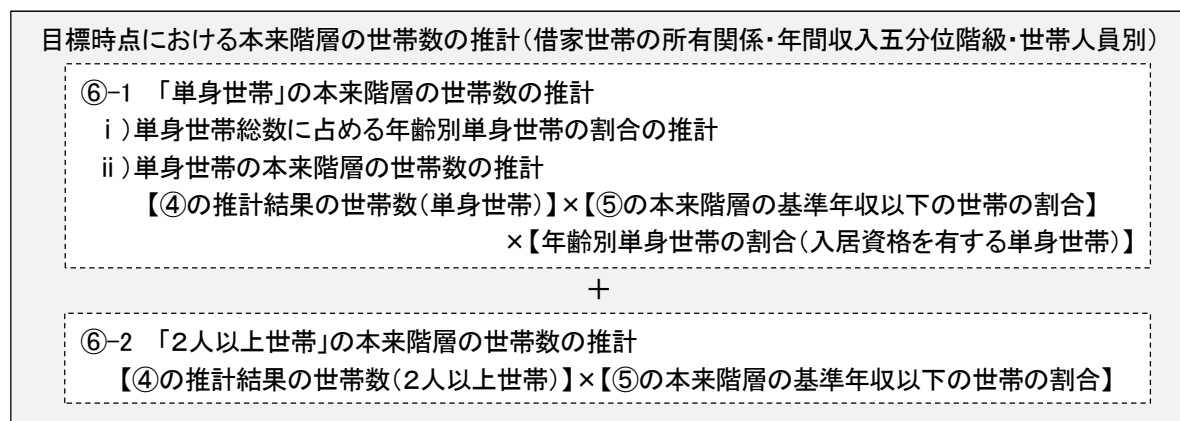 目標時点における本来階層の世帯数の推計(借家世帯の所有関係・年間収入五分位階級・世帯人員別)
⑥-1 「単身世帯」の本来階層の世帯数の推計
ⅰ)単身世帯総数に占める年齢別単身世帯の割合の推計
ⅱ)単身世帯の本来階層の世帯数の推計
【④の推計結果の世帯数(単身世帯)】×【⑤の本来階層の基準年収以下の世帯の割合】
×【年齢別単身世帯の割合(入居資格を有する単身世帯)】
+
⑥-2 「2人以上世帯」の本来階層の世帯数の推計
【④の推計結果の世帯数(2人以上世帯)】×【⑤の本来階層の基準年収以下の世帯の割合】